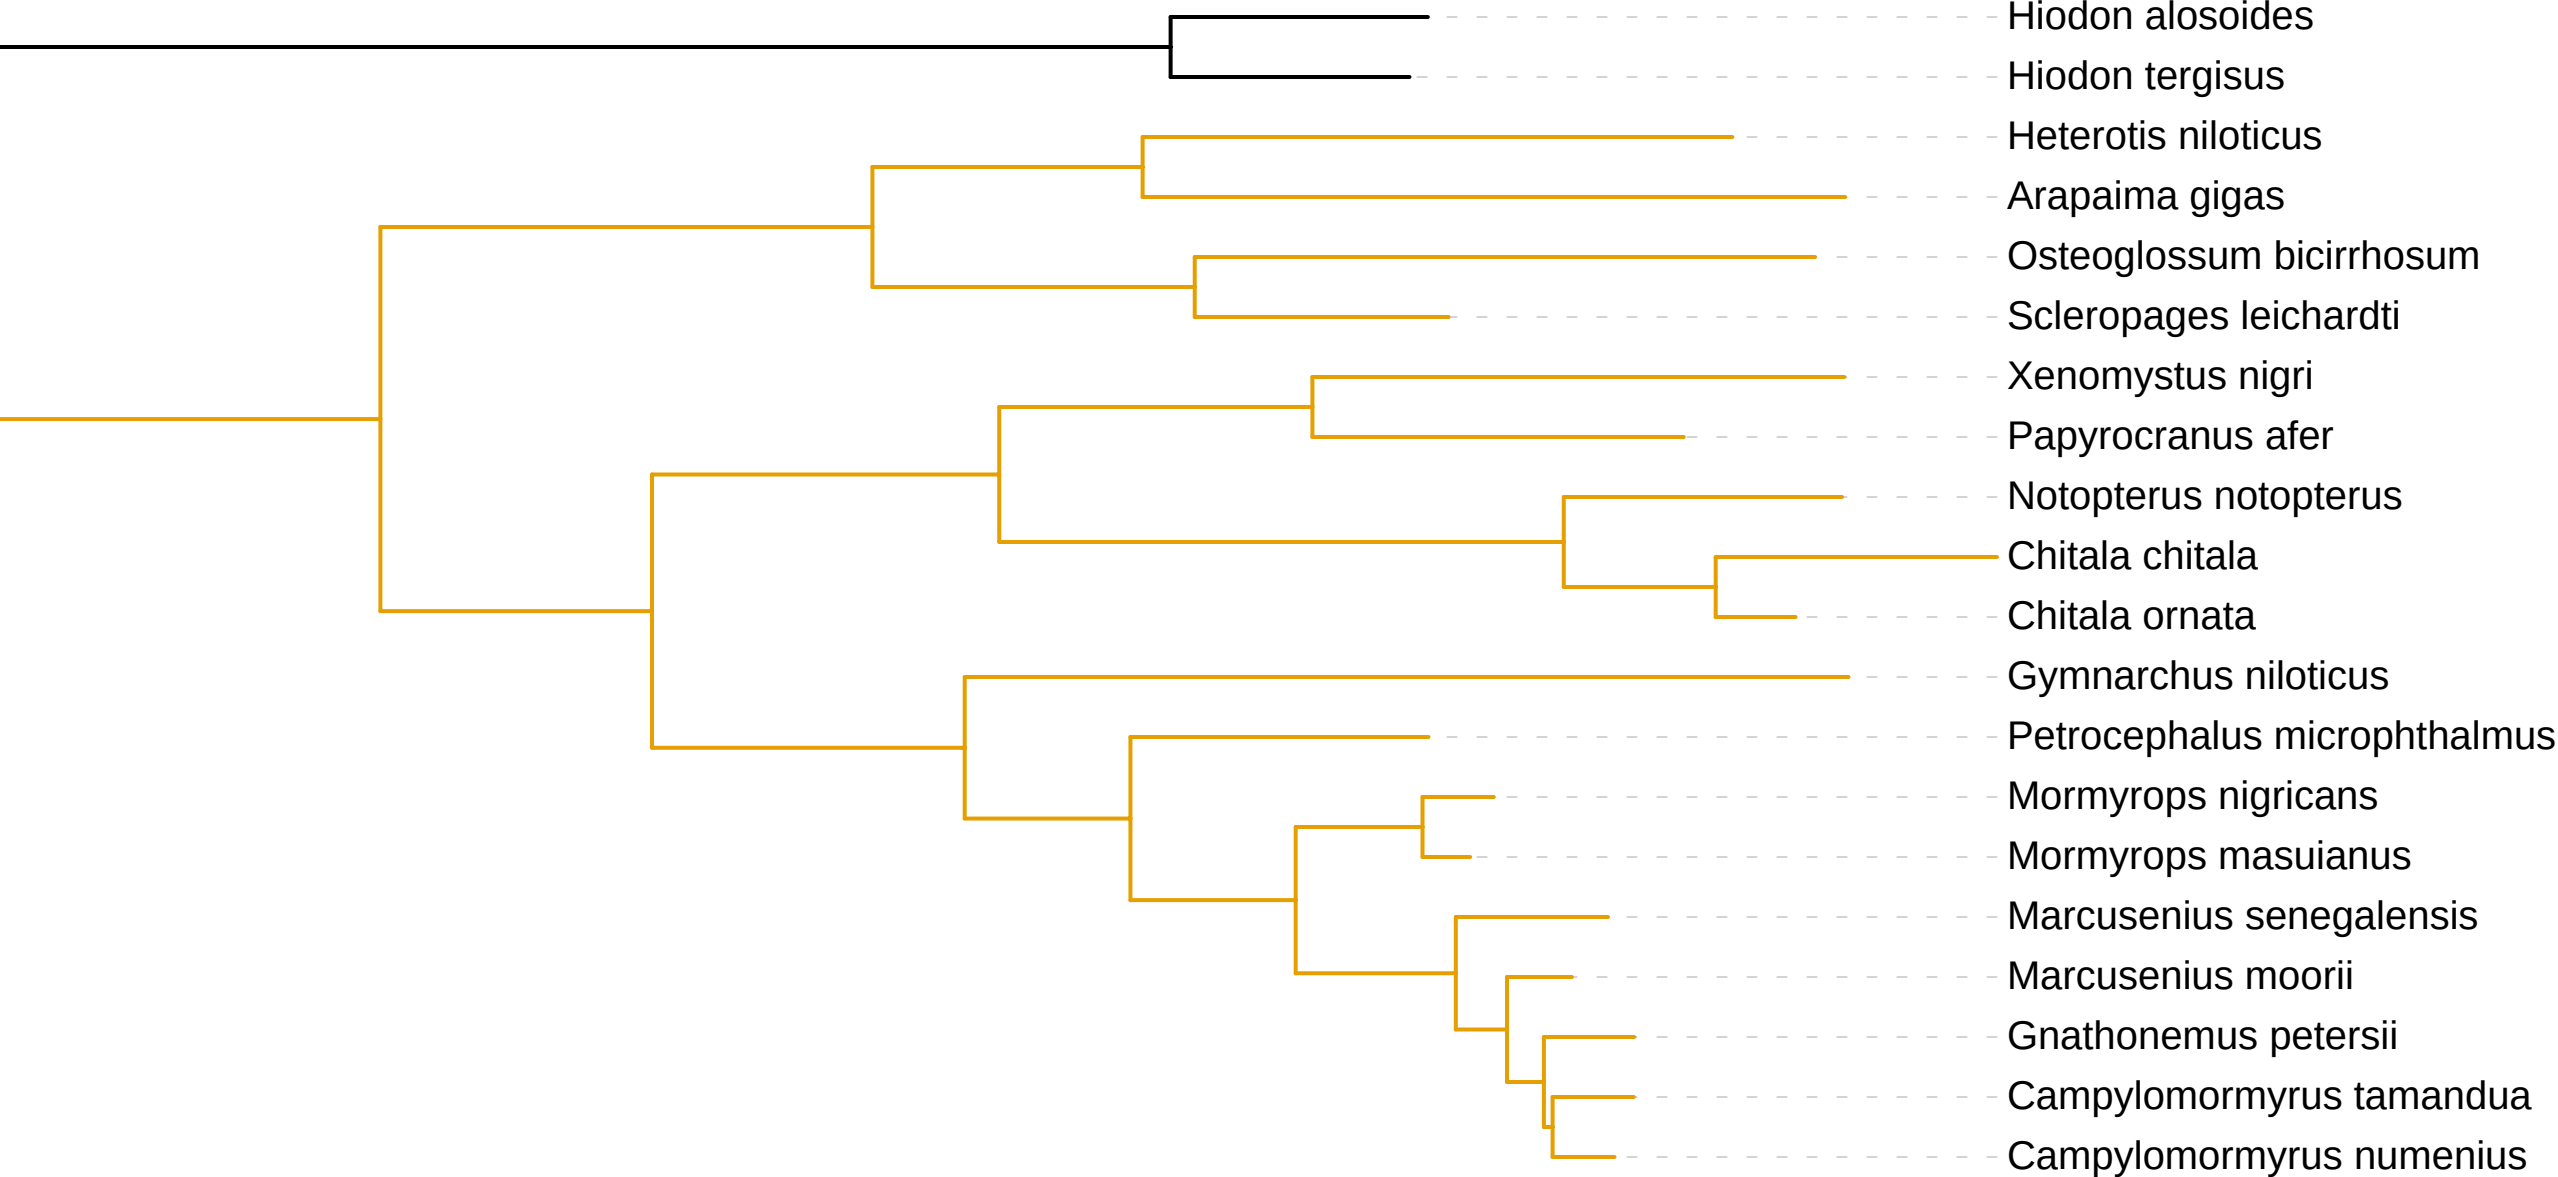 Hiodon alosoides
Hiodon tergisus
Heterotis niloticus
Arapaima gigas
Osteoglossum bicirrhosum
Scleropages leichardti
Xenomystus nigri
Papyrocranus afer
Notopterus notopterus
Chitala chitala
Chitala ornata
Gymnarchus niloticus
Petrocephalus microphthalmus
Mormyrops nigricans
Mormyrops masuianus
Marcusenius senegalensis
Marcusenius moorii
Gnathonemus petersii
Campylomormyrus tamandua
Campylomormyrus numenius